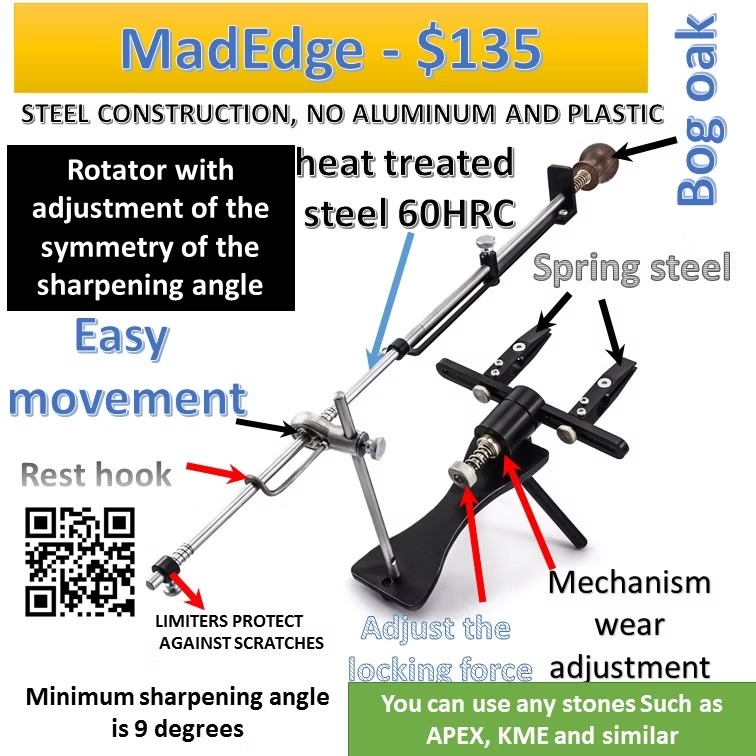 MadEdge - $135
STEEL CONSTRUCTION, NO ALUMINUM AND PLASTIC
Bog oak
Rotator with
adjustment of the
symmetry of the
sharpening angle
heat treated
steel 60HRC
Spring steel
Easy
movement
Rest hook
LIMITERS PROTECT
AGAINST SCRATCHES
Adjust the
locking force
Mechanism
wear
adjustment
Minimum sharpening angle
is 9 degrees
You can use any stones Such as
APEX, KME and similar